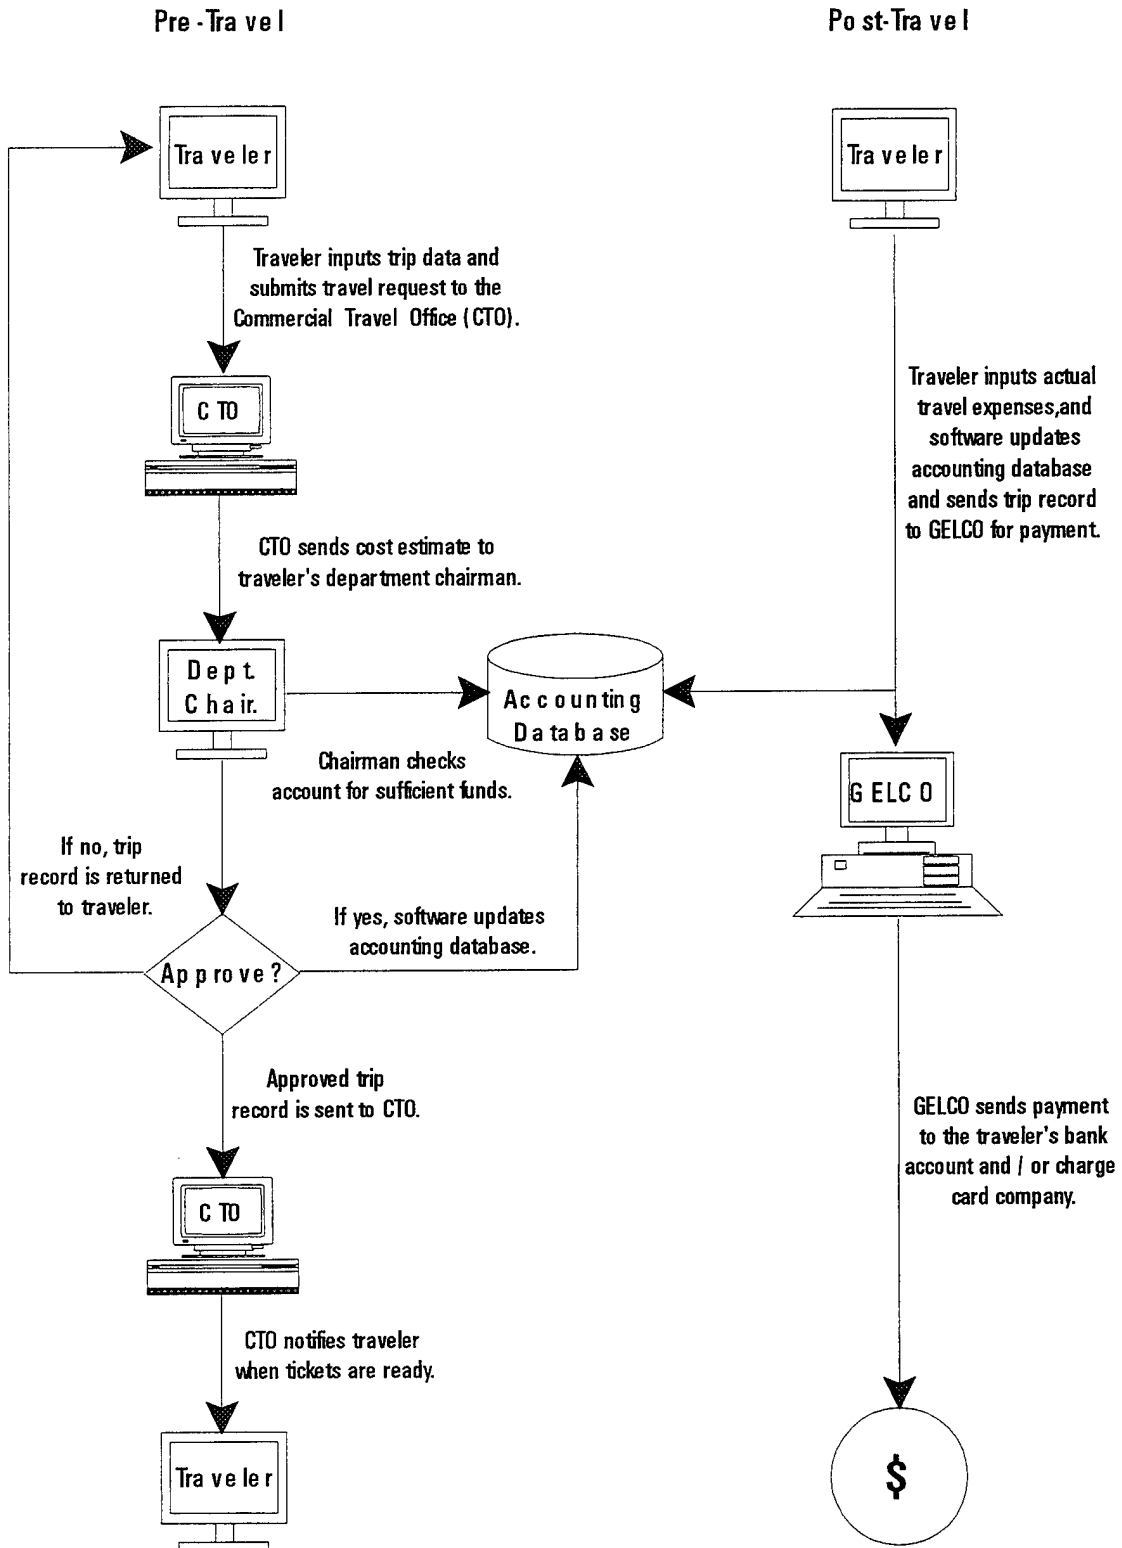 Pre-Travel
Post-Travel
Traveler
Traveler
Traveler inputs trip data and
submits travel request to the
Commercial Travel Office (CTO).
CTO
Traveler inputs actual
travel expenses,and
software updates
accounting database
and sends trip record
to GELCO for payment.
CTO sends cost estimate to
traveler's department chairman.
Dept.
Chair.
Accounting
Database
Chairman checks
account for sufficient funds.
GELCO
If no, trip
record is returned
to traveler.
If yes, software updates
accounting database.
Approve?
Approved trip
record is sent to CTO.
GELCO sends payment
to the traveler's bank
account and / or charge
card company.
CTO
CTO notifies traveler
when tickets are ready.
Traveler
$